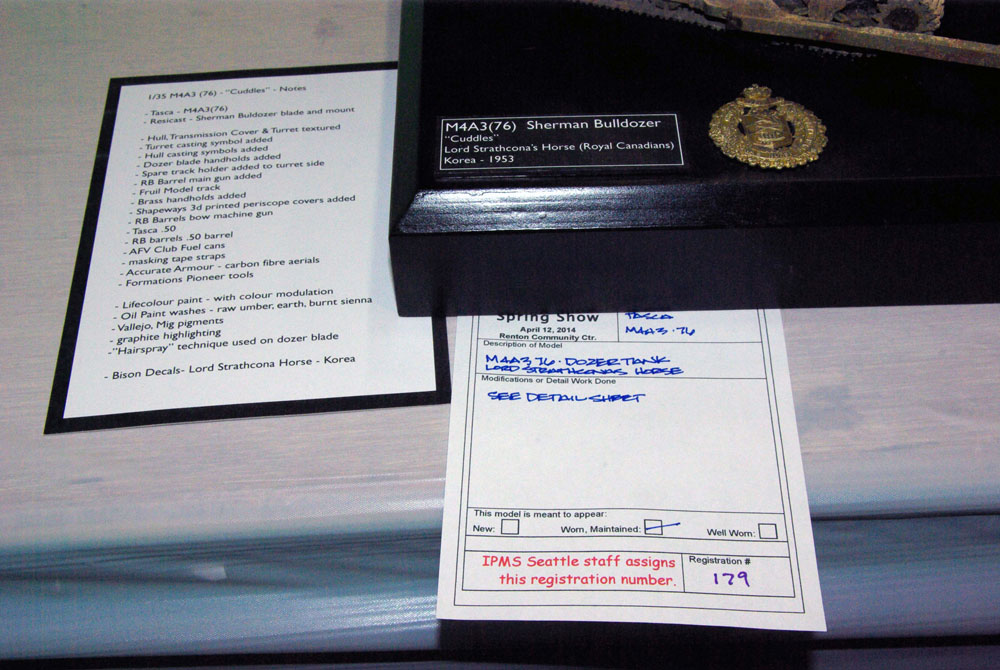 1/35 M4A3 (76) - "Cuddles" - Notes
- Tasca - M4A3(76)
- Resicast - Sherman Buldozer blade and mount
- Hull, Transmission Cover & Turret textured
- Turret casting symbol added
- Hull casting symbols added
- Dozer blade handholds added
- Spare track holder added to turret side
- RB Barrel main gun added
- Fruil Model track
- Brass handholds added
- Shapeways 3d printed periscope covers added
- RB Barrels bow machine gun
- Tasca .50
- RB barrels .50 barrel
- AFV Club Fuel cans
- masking tape straps
- Accurate Armour - carbon fibre aerials
- Formations Pioneer tools
- Lifecolour paint - with colour modulation
- Oil Paint washes - raw umber, earth, burnt sienna
- Vallejo, Mig pigments
- graphite highlighting
-"Hairspray" technique used on dozer blade
- Bison Decals- Lord Strathcona Horse - Korea
M4A3(76) Sherman Bulldozer
"Cuddles"
Lord Strathcona's Horse (Royal Canadians)
Korea - 1953
Spring Show
April 12, 2014
Renton Community Ctr.
TASCA
M4A3·76
Description of Model
M4A3 76·DOZER TANK
LORD STRATHCONAS HORSE
Modifications or Detail Work Done
SEE DETAIL SHEET
This model is meant to appear:
New: Worn, Maintained: Well Worn:
IPMS Seattle staff assigns
this registration number.
Registration #
179